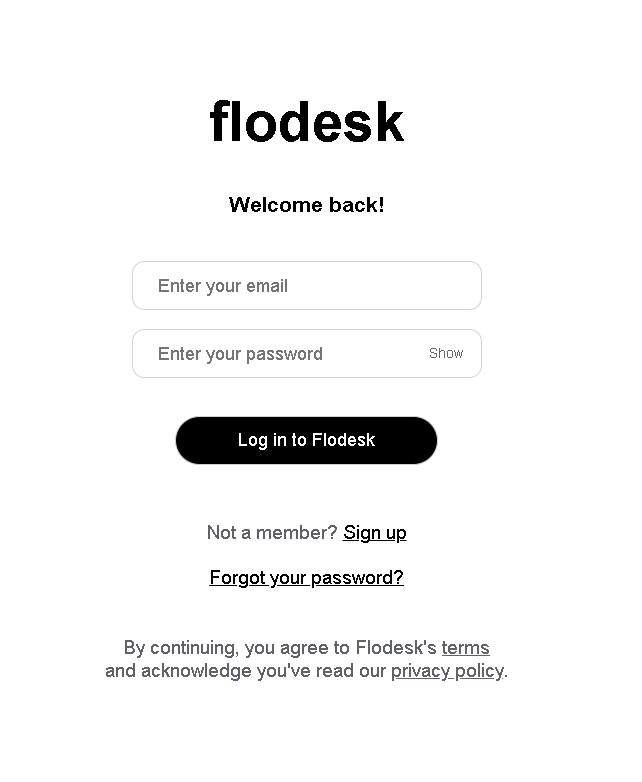 flodesk
Welcome back!
Enter your email
Enter your password
Show
Log in to Flodesk
Not a member? Sign up
Forgot your password?
By continuing, you agree to Flodesk's terms
and acknowledge you've read our privacy policy.